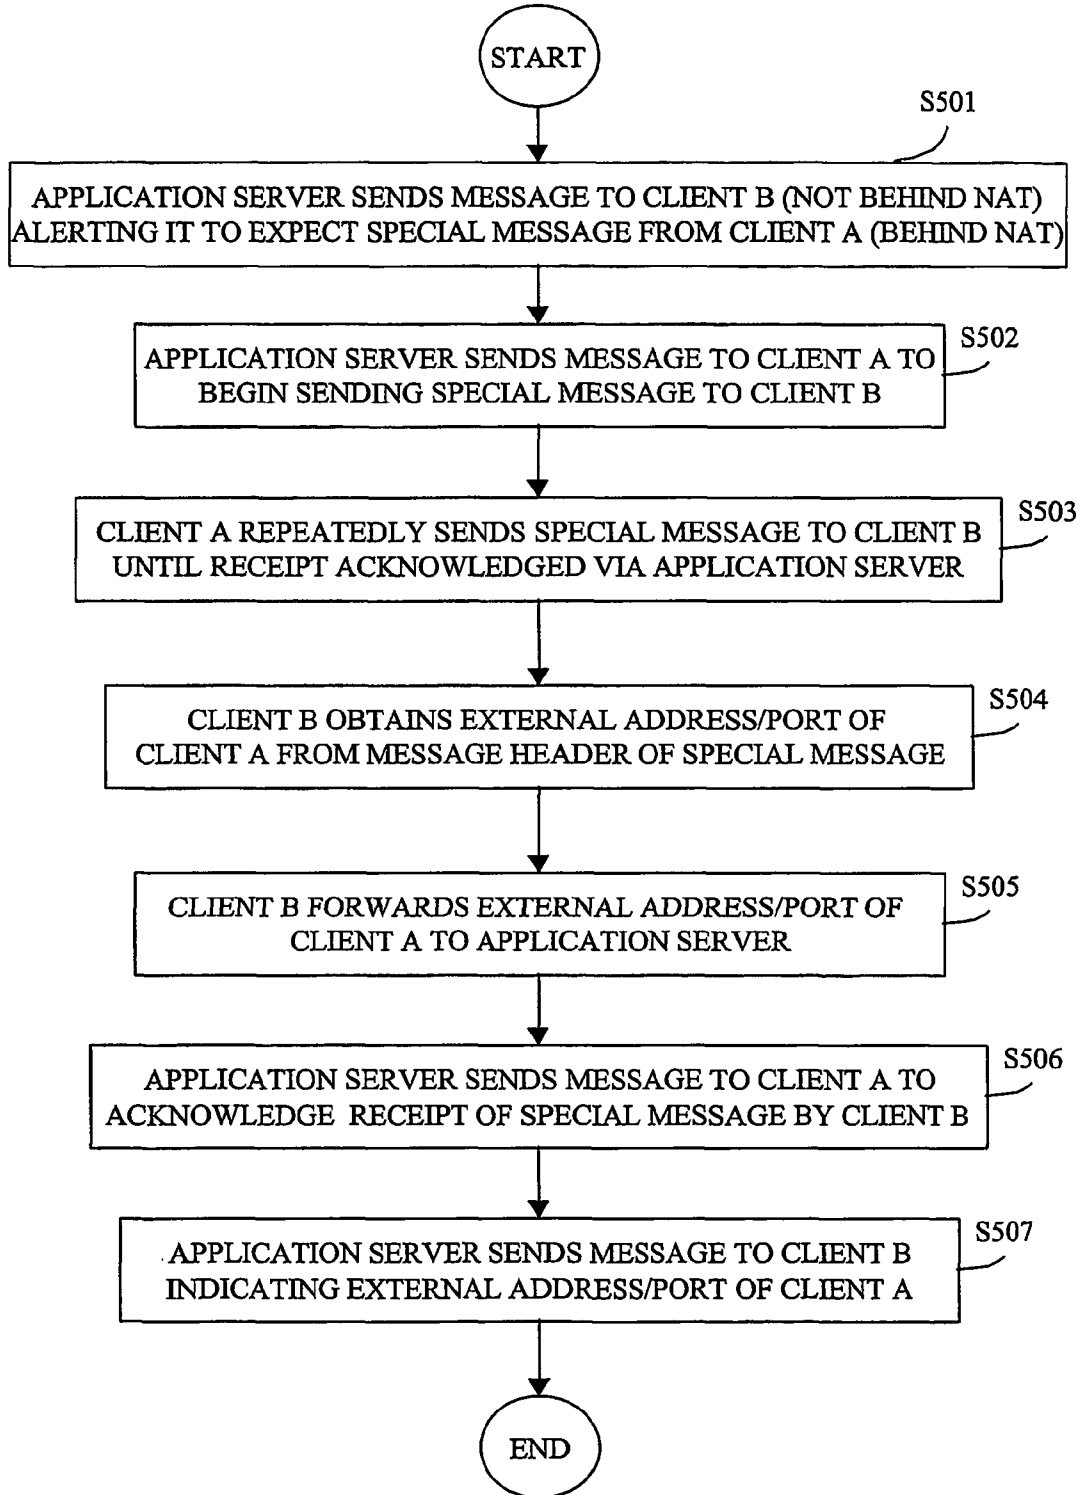 START
S501
APPLICATION SERVER SENDS MESSAGE TO CLIENT B (NOT BEHIND NAT)
ALERTING IT TO EXPECT SPECIAL MESSAGE FROM CLIENT A (BEHIND NAT)
S502
APPLICATION SERVER SENDS MESSAGE TO CLIENT A TO
BEGIN SENDING SPECIAL MESSAGE TO CLIENT B
S503
CLIENT A REPEATEDLY SENDS SPECIAL MESSAGE TO CLIENT B
UNTIL RECEIPT ACKNOWLEDGED VIA APPLICATION SERVER
S504
CLIENT B OBTAINS EXTERNAL ADDRESS/PORT OF
CLIENT A FROM MESSAGE HEADER OF SPECIAL MESSAGE
S505
CLIENT B FORWARDS EXTERNAL ADDRESS/PORT OF
CLIENT A TO APPLICATION SERVER
S506
APPLICATION SERVER SENDS MESSAGE TO CLIENT A TO
ACKNOWLEDGE RECEIPT OF SPECIAL MESSAGE BY CLIENT B
S507
APPLICATION SERVER SENDS MESSAGE TO CLIENT B
INDICATING EXTERNAL ADDRESS/PORT OF CLIENT A
END